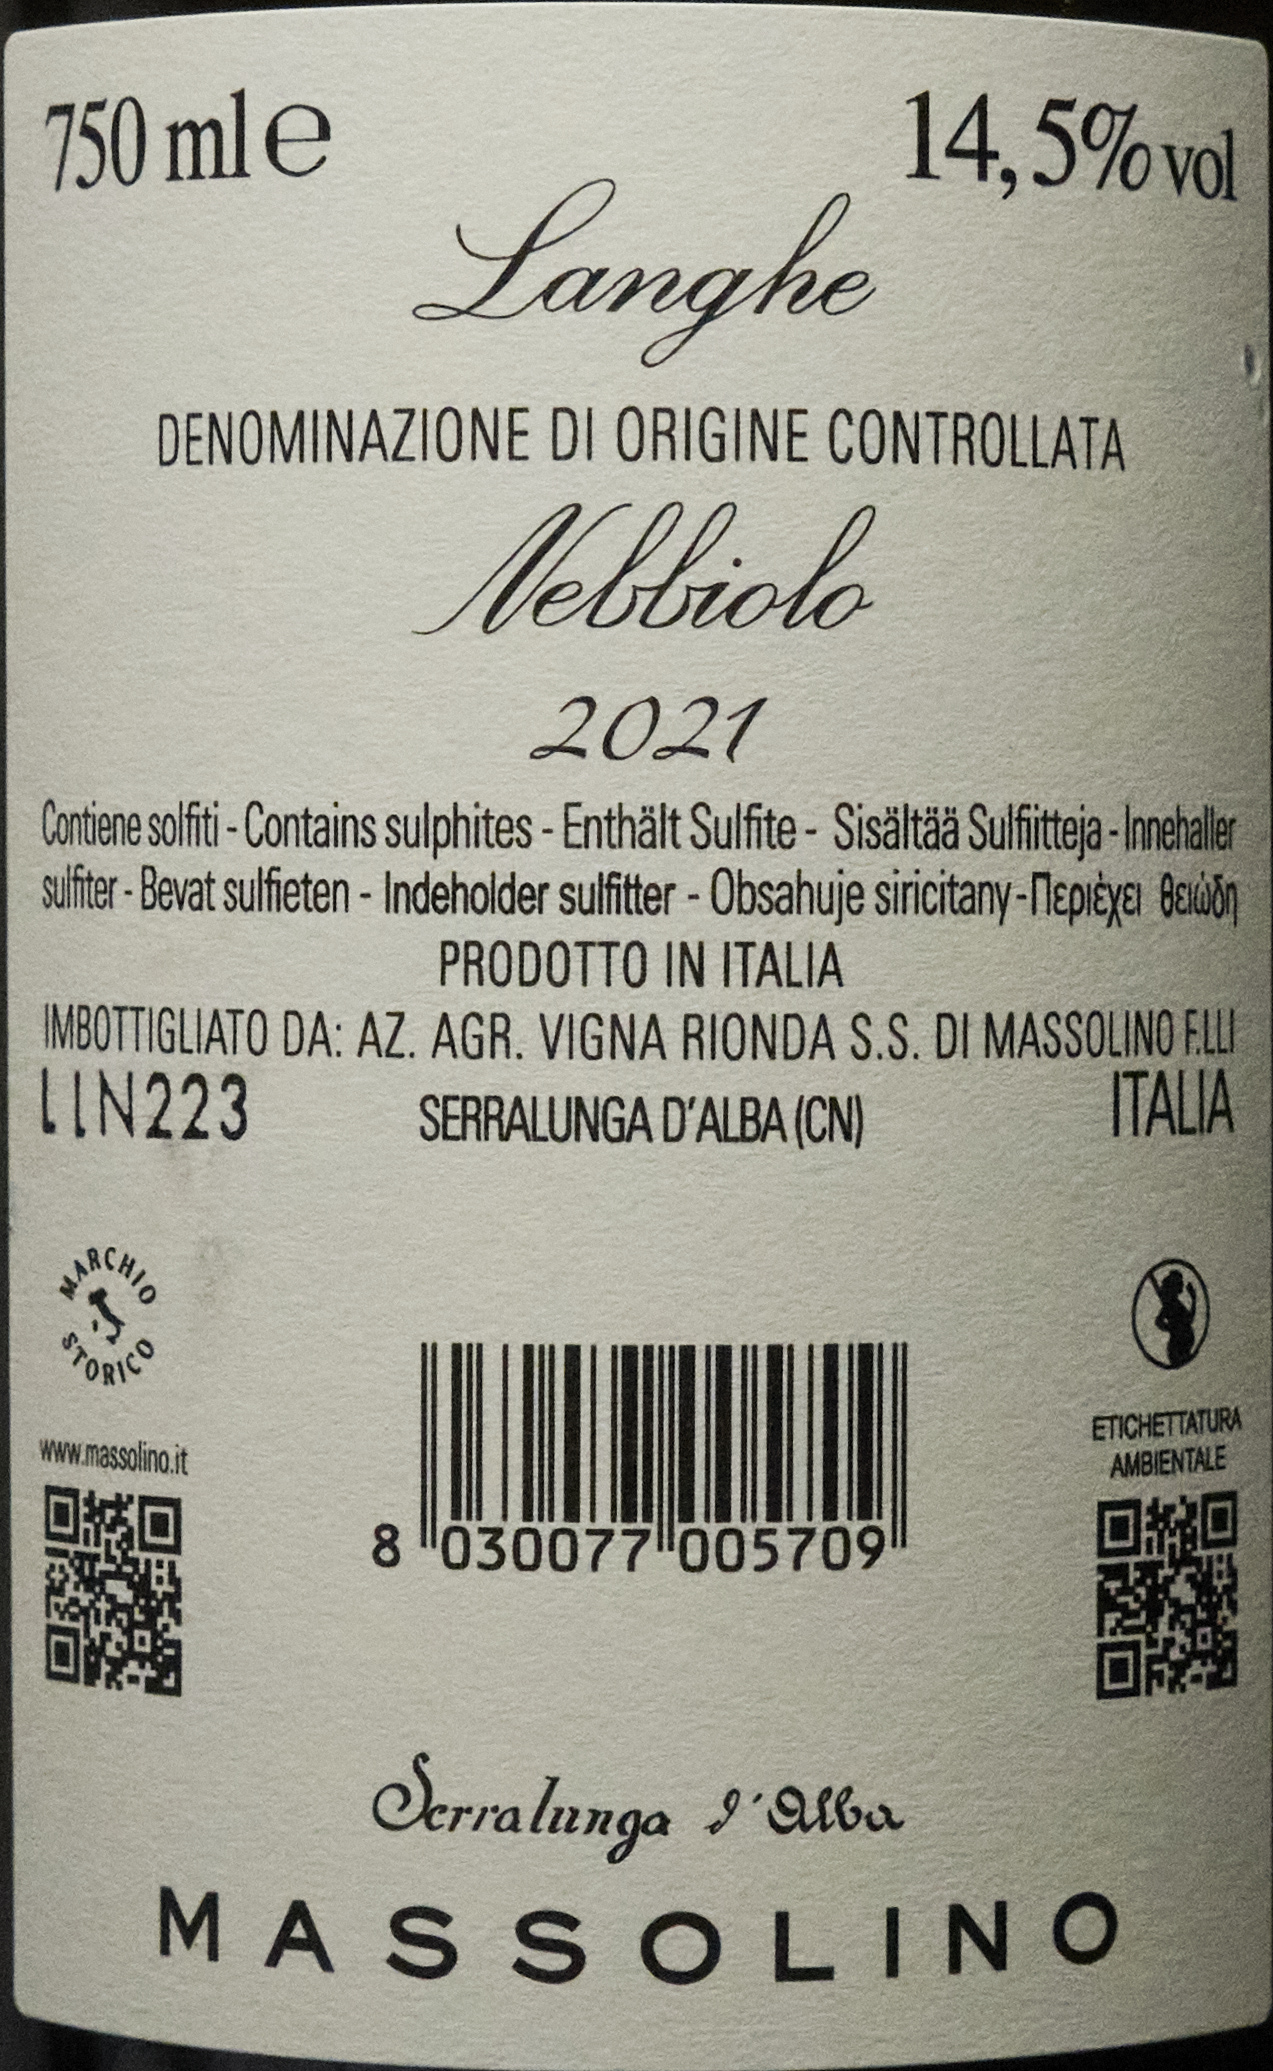 750 ml ℮
14,5% vol
Langhe
DENOMINAZIONE DI ORIGINE CONTROLLATA
Nebbiolo
2021
Contiene solfiti - Contains sulphites - Enthält Sulfite - Sisältää Sulfiitteja - Innehaller
sulfiter - Bevat sulfieten - Indeholder sulfitter - Obsahuje siricitany - Περιέχει θειώδη
PRODOTTO IN ITALIA
IMBOTTIGLIATO DA: AZ. AGR. VIGNA RIONDA S.S. DI MASSOLINO F.LLI
LLN223
SERRALUNGA D'ALBA (CN)
ITALIA
MARCHIO
STORICO
www.massolino.it
ETICHETTATURA
AMBIENTALE
8 030077 005709
Serralunga d'Alba
MASSOLINO